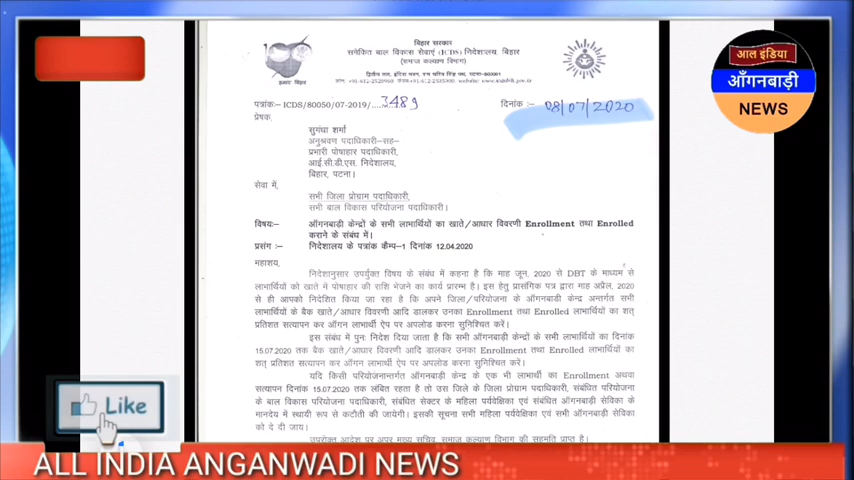 बिहार सरकार
समेकित बाल विकास सेवाएं (ICDS) निदेशालय, बिहार
(समाज कल्याण विभाग)
द्वितीय तल, इंदिरा भवन, राम चरित्र सिंह पथ, पटना-800001
आल इंडिया
आँगनबाड़ी
NEWS
पत्रांक:- ICDS/80050/07-2019/....3489
दिनांक :- 08/07/2020
प्रेषक,
सुगंधा शर्मा
अनुश्रवण पदाधिकारी-सह-
प्रभारी पोषाहार पदाधिकारी,
आई.सी.डी.एस. निदेशालय,
बिहार, पटना।
सेवा में,
सभी जिला प्रोग्राम पदाधिकारी,
सभी बाल विकास परियोजना पदाधिकारी।
विषय:- आँगनबाड़ी केन्द्रों के सभी लाभार्थियों का खाते/आधार विवरणी Enrollment तथा Enrolled
कराने के संबंध में।
प्रसंग :- निदेशालय के पत्रांक कैम्प-1 दिनांक 12.04.2020
महाशय,
निदेशानुसार उपर्युक्त विषय के संबंध में कहना है कि माह जून, 2020 से DBT के माध्यम से
लाभार्थियों को खाते में पोषाहार की राशि भेजने का कार्य प्रारम्भ है। इस हेतु प्रासंगिक पत्र द्वारा माह अप्रैल, 2020
से ही आपको निदेशित किया जा रहा है कि अपने जिला/परियोजना के आँगनबाड़ी केन्द्र अन्तर्गत सभी
लाभार्थियों के बैंक खाते/आधार विवरणी आदि डालकर उनका Enrollment तथा Enrolled लाभार्थियों का शत्
प्रतिशत सत्यापन कर आँगन लाभार्थी ऐप पर अपलोड करना सुनिश्चित करें।
इस संबंध में पुन: निदेश दिया जाता है कि सभी आँगनबाड़ी केन्द्रों के सभी लाभार्थियों का दिनांक
15.07.2020 तक बैंक खाते/आधार विवरणी आदि डालकर उनका Enrollment तथा Enrolled लाभार्थियों का
शत् प्रतिशत सत्यापन कर आँगन लाभार्थी ऐप पर अपलोड करना सुनिश्चित करें।
यदि किसी परियोजनान्तर्गत आँगनबाड़ी केन्द्र के एक भी लाभार्थी का Enrollment अथवा
सत्यापन दिनांक 15.07.2020 तक लंबित रहता है तो उस जिले के जिला प्रोग्राम पदाधिकारी, संबंधित परियोजना
के बाल विकास परियोजना पदाधिकारी, संबंधित सेक्टर के महिला पर्यवेक्षिका एवं संबंधित आँगनबाड़ी सेविका के
मानदेय में स्थायी रूप से कटौती की जायेगी। इसकी सूचना सभी महिला पर्यवेक्षिका एवं सभी आँगनबाड़ी सेविका
को दे दी जाय।
उपरोक्त आदेश पर अपर मुख्य सचिव, समाज कल्याण विभाग की सहमति प्राप्त है।
Like
ALL INDIA ANGANWADI NEWS